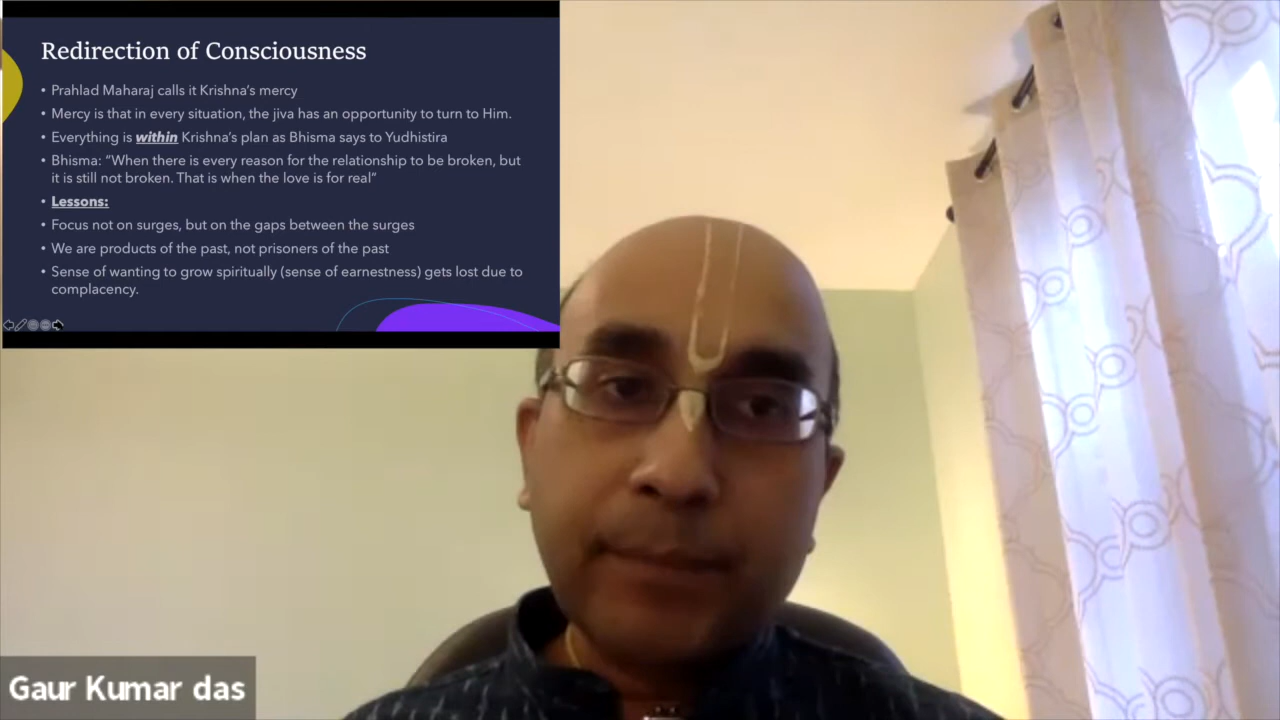 Redirection of Consciousness
• Prahlad Maharaj calls it Krishna's mercy
• Mercy is that in every situation, the jiva has an opportunity to turn to Him.
• Everything is within Krishna's plan as Bhisma says to Yudhistira
• Bhisma: "When there is every reason for the relationship to be broken, but
it is still not broken. That is when the love is for real"
• Lessons:
• Focus not on surges, but on the gaps between the surges
• We are products of the past, not prisoners of the past
• Sense of wanting to grow spiritually (sense of earnestness) gets lost due to
complacency.
Gaur Kumar das